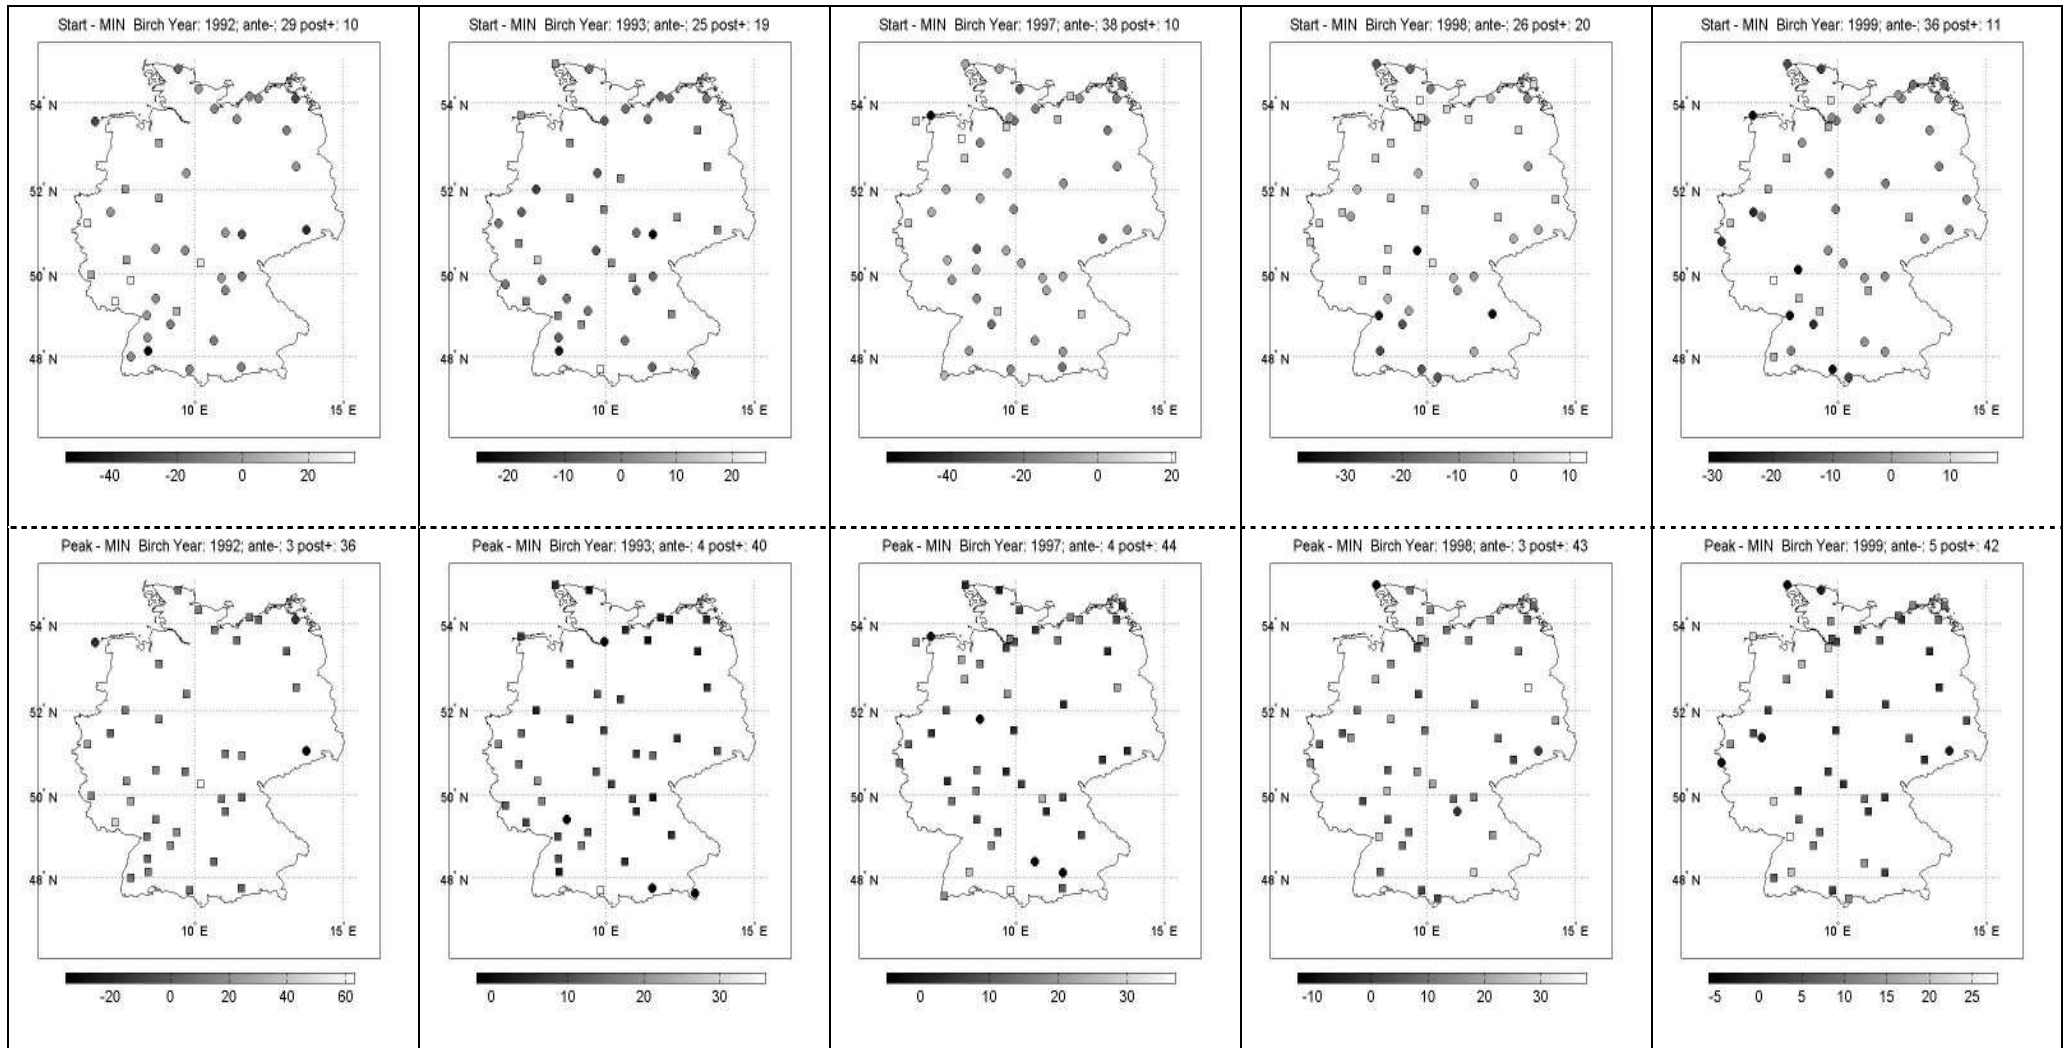 Start - MIN Birch Year: 1992; ante-; 29 post+: 10
54° N
52° N
50° N
48° N
10° E 15° E
-40 -20 0 20
Start - MIN Birch Year: 1993; ante-; 25 post+: 19
54° N
52° N
50° N
48° N
10° E 15° E
-20 -10 0 10 20
Start - MIN Birch Year: 1997; ante-; 38 post+: 10
54° N
52° N
50° N
48° N
10° E 15° E
-40 -20 0 20
Start - MIN Birch Year: 1998; ante-; 26 post+: 20
54° N
52° N
50° N
48° N
10° E 15° E
-30 -20 -10 0 10
Start - MIN Birch Year: 1999; ante-; 36 post+: 11
54° N
52° N
50° N
48° N
10° E 15° E
-30 -20 -10 0 10
Peak - MIN Birch Year: 1992; ante-; 3 post+: 36
54° N
52° N
50° N
48° N
10° E 15° E
-20 0 20 40 60
Peak - MIN Birch Year: 1993; ante-; 4 post+: 40
54° N
52° N
50° N
48° N
10° E 15° E
0 10 20 30
Peak - MIN Birch Year: 1997; ante-; 4 post+: 44
54° N
52° N
50° N
48° N
10° E 15° E
0 10 20 30
Peak - MIN Birch Year: 1998; ante-; 3 post+: 43
54° N
52° N
50° N
48° N
10° E 15° E
-10 0 10 20 30
Peak - MIN Birch Year: 1999; ante-; 5 post+: 42
54° N
52° N
50° N
48° N
10° E 15° E
-5 0 5 10 15 20 25